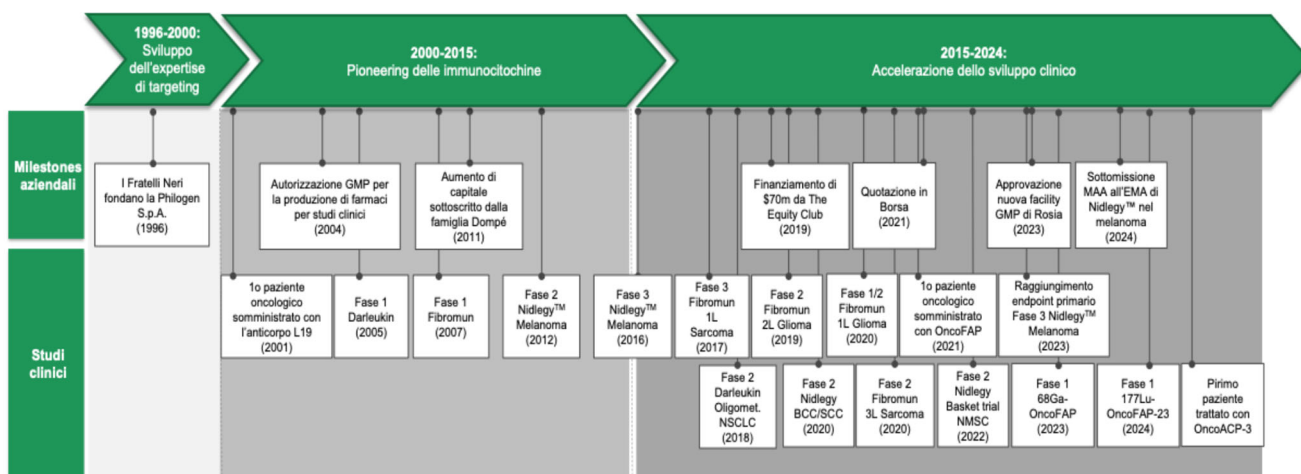 1996-2000:
Sviluppo
dell'expertise
di targeting
2000-2015:
Pioneering delle immunocitochine
2015-2024:
Accelerazione dello sviluppo clinico
Milestones
aziendali
I Fratelli Neri
fondano la Philogen
S.p.A.
(1996)
Autorizzazione GMP per
la produzione di farmaci
per studi clinici
(2004)
Aumento di
capitale
sottoscritto dalla
famiglia Dompé
(2011)
Finanziamento di
$70m da The
Equity Club
(2019)
Quotazione in
Borsa
(2021)
Approvazione
nuova facility
GMP di Rosia
(2023)
Sottomissione
MAA all'EMA di
Nidlegy™ nel
melanoma
(2024)
Studi
clinici
1o paziente
oncologico
somministrato con
l'anticorpo L19
(2001)
Fase 1
Darleukin
(2005)
Fase 1
Fibromun
(2007)
Fase 2
Nidlegy™
Melanoma
(2012)
Fase 3
Nidlegy™
Melanoma
(2016)
Fase 3
Fibromun
1L
Sarcoma
(2017)
Fase 2
Fibromun
2L Glioma
(2019)
Fase 1/2
Fibromun
1L Glioma
(2020)
1o paziente
oncologico
somministrato
con OncoFAP
(2021)
Raggiungimento
endpoint primario
Fase 3 Nidlegy™
Melanoma
(2023)
Fase 2
Darleukin
Oligomet.
NSCLC
(2018)
Fase 2
Nidlegy
BCC/SCC
(2020)
Fase 2
Fibromun
3L Sarcoma
(2020)
Fase 2
Nidlegy
Basket trial
NMSC
(2022)
Fase 1
68Ga-
OncoFAP
(2023)
Fase 1
177Lu-
OncoFAP-23
(2024)
Pirimo
paziente
trattato con
OncoACP-3